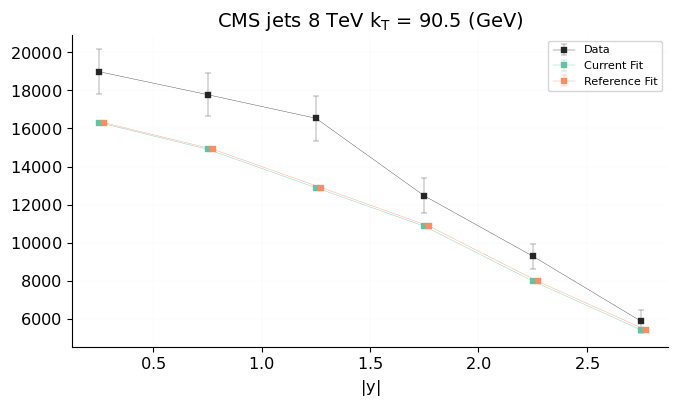 CMS jets 8 TeV k_T = 90.5 (GeV)
Data
Current Fit
Reference Fit
20000
18000
16000
14000
12000
10000
8000
6000
0.5 1.0 1.5 2.0 2.5
|y|